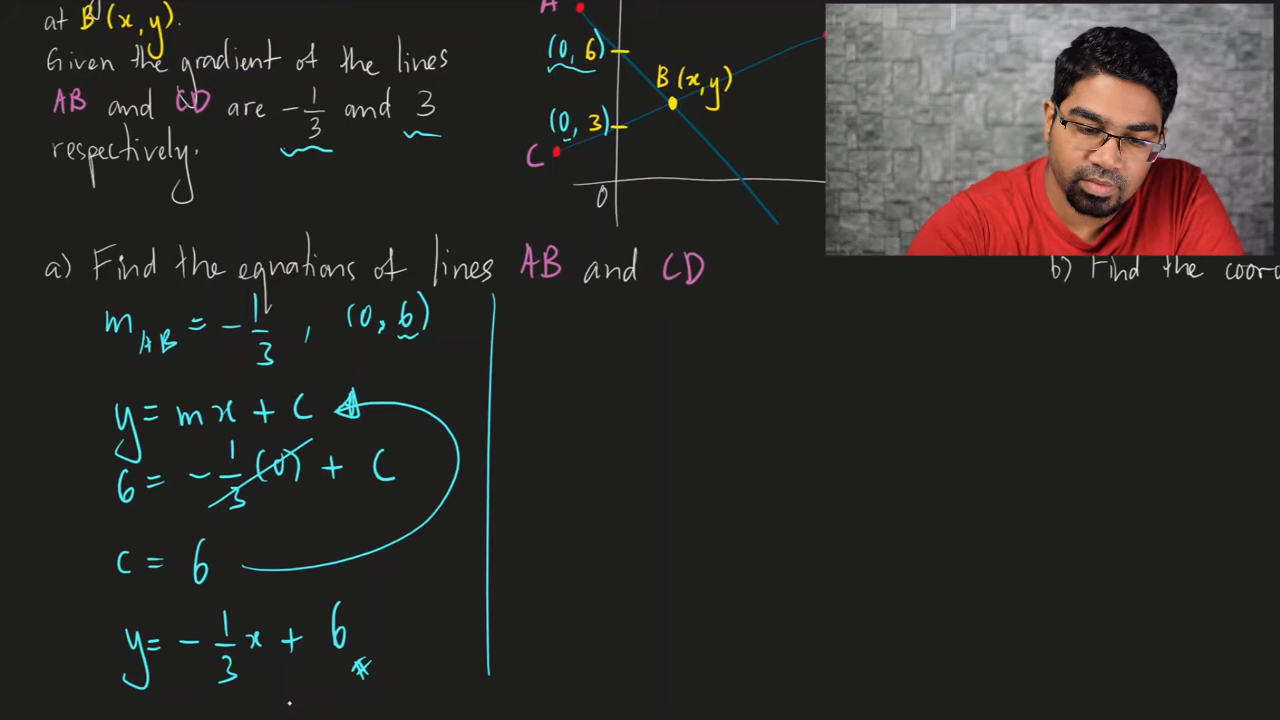 at B (x, y).
Given the gradient of the lines
AB and CD are -1/3 and 3
respectively.
A
(0, 6)
B (x, y)
(0, 3)
C
0
a) Find the equations of lines AB and CD
b) Find the coor
m_AB = -1/3 , (0, 6)
y = mx + c
6 = -1/3 (0) + c
c = 6
y = -1/3 x + 6